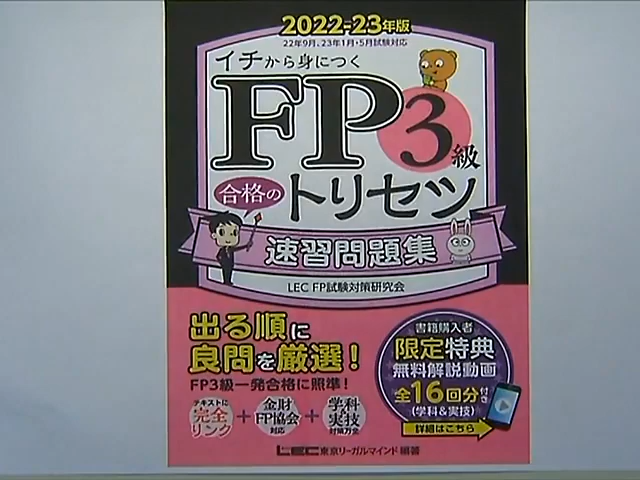 2022-23年版
22年9月、23年1月・5月試験対応
イチから身につく
FP3級
合格のトリセツ
速習問題集
LEC FP試験対策研究会
出る順に
良問を厳選！
FP3級一発合格に照準！
テキストに
完全
リンク
+
金財
FP協会
対応
+
学科
&
実技
対策万全
書籍購入者
限定特典
無料解説動画
全16回分付き
(学科&実技)
詳細はこちら
LEC東京リーガルマインド 編著